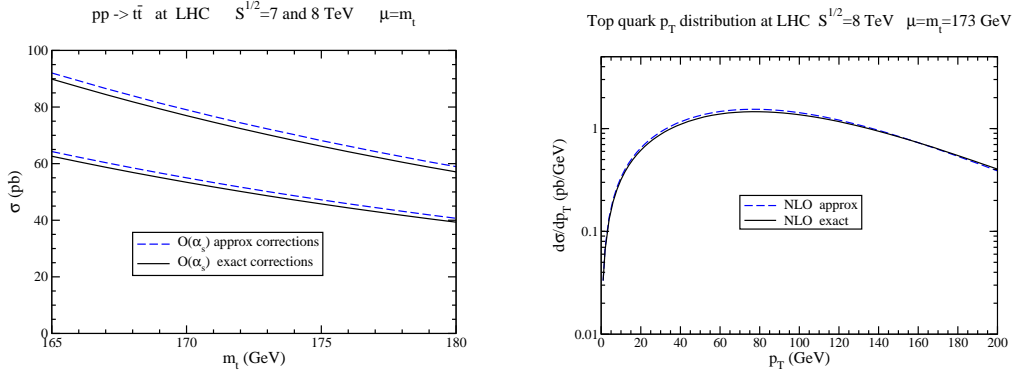 pp -> tt̄ at LHC S^1/2=7 and 8 TeV μ=m_t
100
80
60
40
20
0
165
170
175
180
σ (pb)
m_t (GeV)
O(α_s) approx corrections
O(α_s) exact corrections
Top quark p_T distribution at LHC S^1/2=8 TeV μ=m_t=173 GeV
1
0.1
0.01
0
20
40
60
80
100
120
140
160
180
200
dσ/dp_T (pb/GeV)
p_T (GeV)
NLO approx
NLO exact